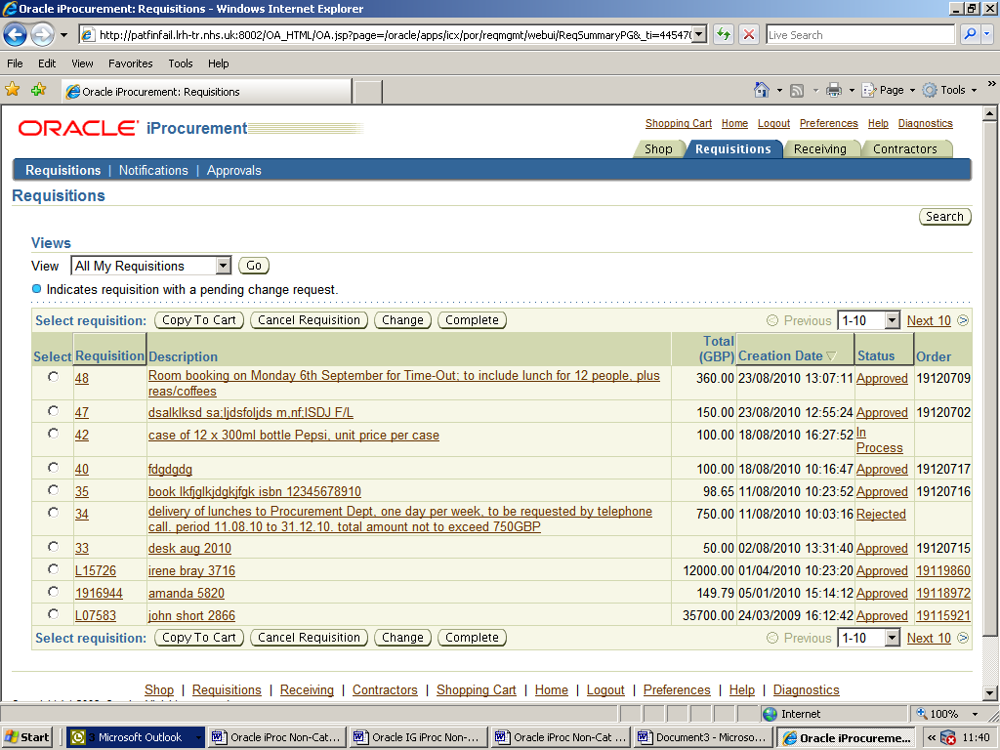 Oracle iProcurement: Requisitions - Windows Internet Explorer
http://patfinfail.lrh-tr.nhs.uk:8002/OA_HTML/OA.jsp?page=/oracle/apps/icx/por/reqmgmt/webui/ReqSummaryPG&_ti=44547 Live Search
File Edit View Favorites Tools Help
Oracle iProcurement: Requisitions Page Tools »
ORACLE iProcurement
Shopping Cart Home Logout Preferences Help Diagnostics
Shop Requisitions Receiving Contractors
Requisitions | Notifications | Approvals
Requisitions
Search
Views
View All My Requisitions Go
Indicates requisition with a pending change request.
Select requisition: Copy To Cart Cancel Requisition Change Complete Previous 1-10 Next 10
Select Requisition Description Total (GBP) Creation Date Status Order
48 Room booking on Monday 6th September for Time-Out; to include lunch for 12 people, plus 360.00 23/08/2010 13:07:11 Approved 19120709
reas/coffees
47 dsalklksd sa;ljdsfoljds m,nf;lSDJ F/L 150.00 23/08/2010 12:55:24 Approved 19120702
42 case of 12 x 300ml bottle Pepsi, unit price per case 100.00 18/08/2010 16:27:52 In
Process
40 fdgdgdg 100.00 18/08/2010 10:16:47 Approved 19120717
35 book lkfjglkjdgkjfgk isbn 12345678910 98.65 11/08/2010 10:23:52 Approved 19120716
34 delivery of lunches to Procurement Dept, one day per week, to be requested by telephone 750.00 11/08/2010 10:03:16 Rejected
call. period 11.08.10 to 31.12.10. total amount not to exceed 750GBP
33 desk aug 2010 50.00 02/08/2010 13:31:40 Approved 19120715
L15726 irene bray 3716 12000.00 01/04/2010 10:23:20 Approved 19119860
1916944 amanda 5820 149.79 05/01/2010 15:14:12 Approved 19118972
L07583 john short 2866 35700.00 24/03/2009 16:12:42 Approved 19115921
Select requisition: Copy To Cart Cancel Requisition Change Complete Previous 1-10 Next 10
Shop | Requisitions | Receiving | Contractors | Shopping Cart | Home | Logout | Preferences | Help | Diagnostics
Internet 100%
Start 3 Microsoft Outlook Oracle iProc Non-Cat... Oracle IG iProc Non-... Oracle iProc Non-Cat ... Document3 - Microso... Oracle iProcureme... « 11:40